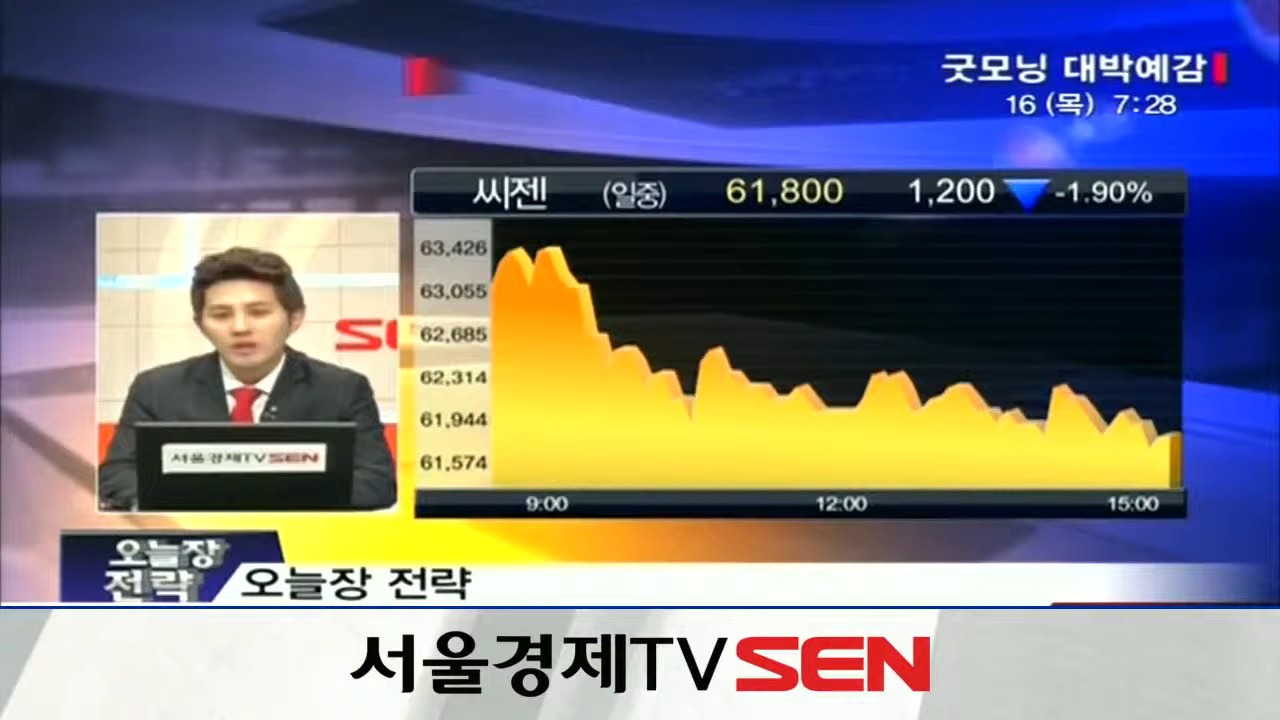 굿모닝 대박예감
16 (목) 7:28
씨젠 (일중) 61,800 1,200 ▼ -1.90%
63,426
63,055
62,685
62,314
61,944
61,574
9:00 12:00 15:00
서울경제TV SEN
오늘장
전략
오늘장 전략
서울경제TV SEN